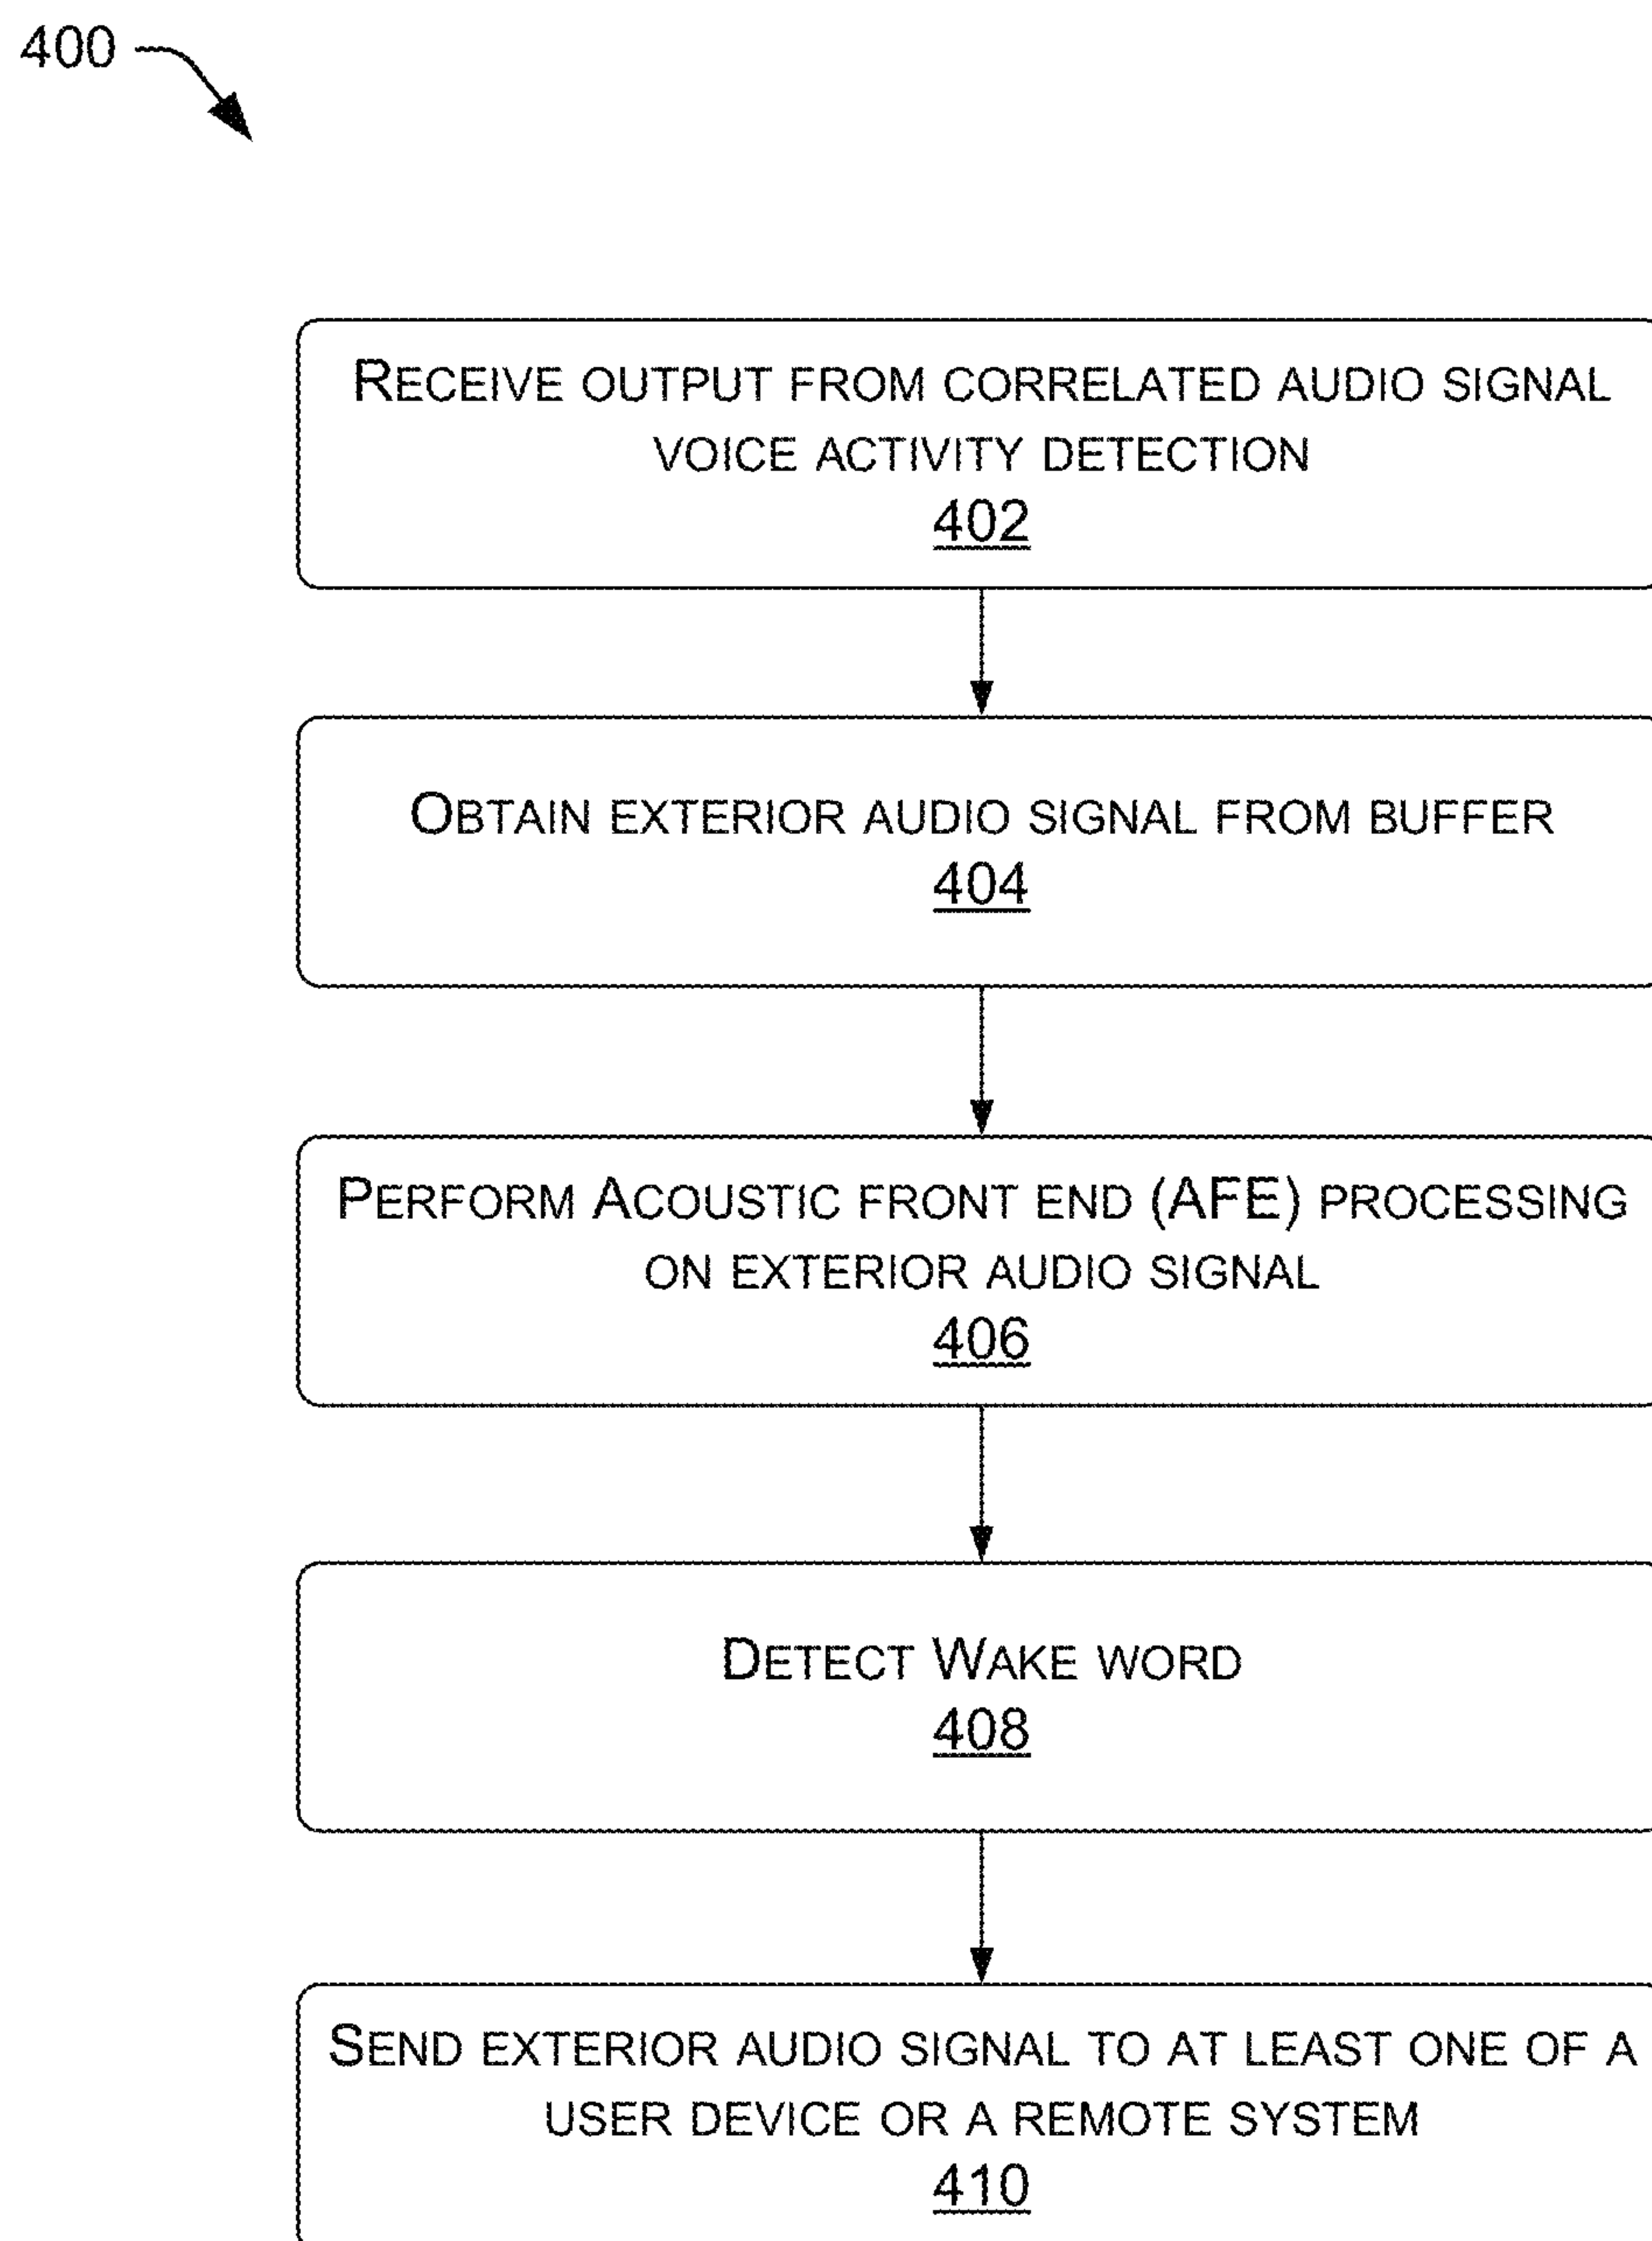 400
Receive output from correlated audio signal
voice activity detection
402
Obtain exterior audio signal from buffer
404
Perform Acoustic front end (AFE) processing
on exterior audio signal
406
Detect Wake word
408
Send exterior audio signal to at least one of a
user device or a remote system
410